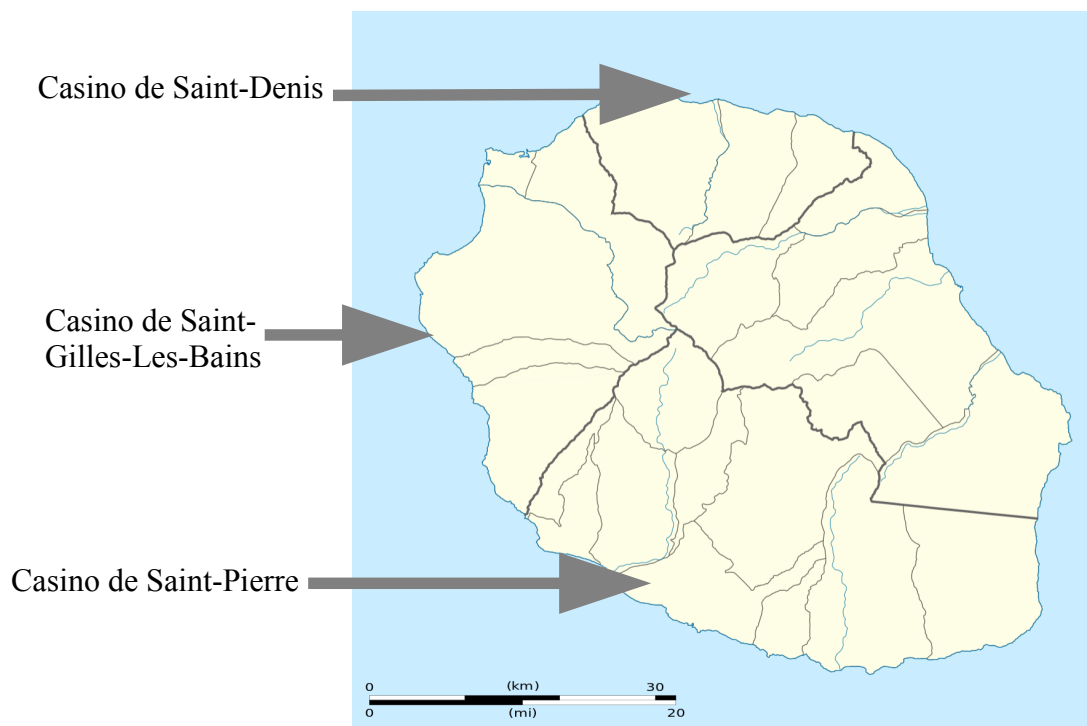 Casino de Saint-Denis
Casino de Saint-
Gilles-Les-Bains
Casino de Saint-Pierre
0 (km) 30
0 (mi) 20